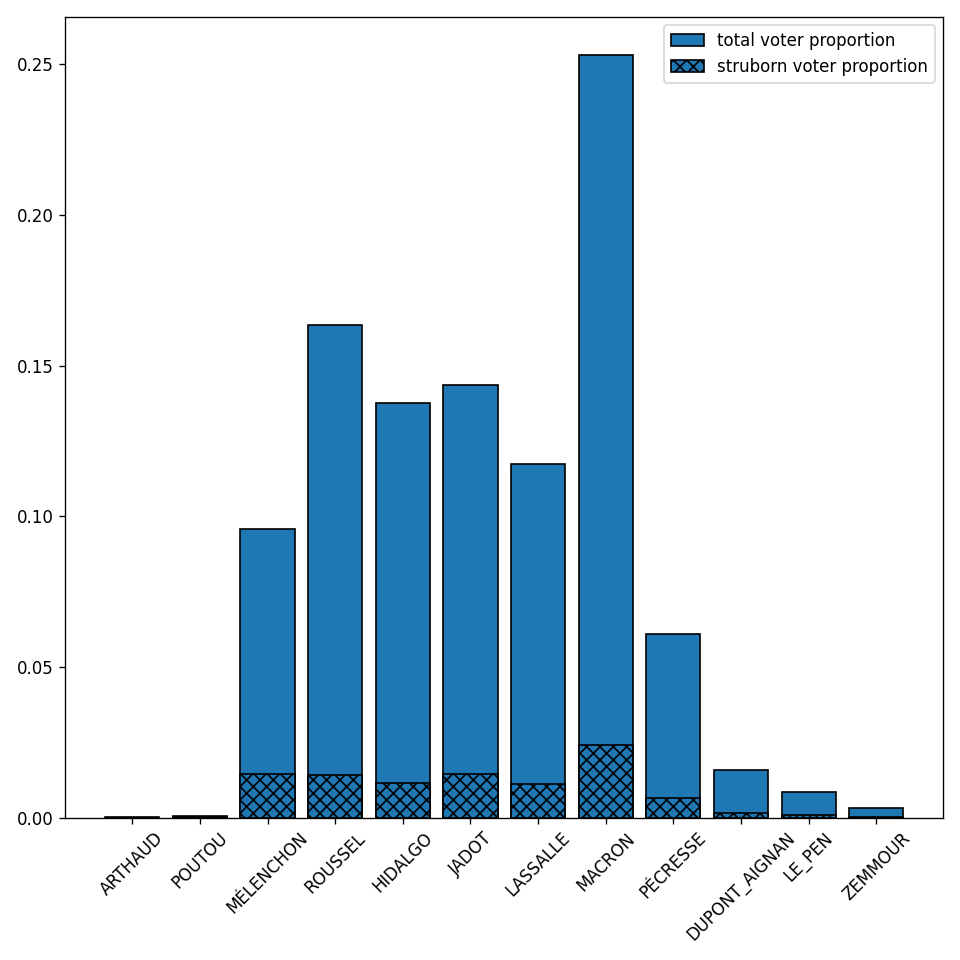 total voter proportion
struborn voter proportion
0.25
0.20
0.15
0.10
0.05
0.00
ARTHAUD
POUTOU
MÉLENCHON
ROUSSEL
HIDALGO
JADOT
LASSALLE
MACRON
PÉCRESSE
DUPONT_AIGNAN
LE_PEN
ZEMMOUR